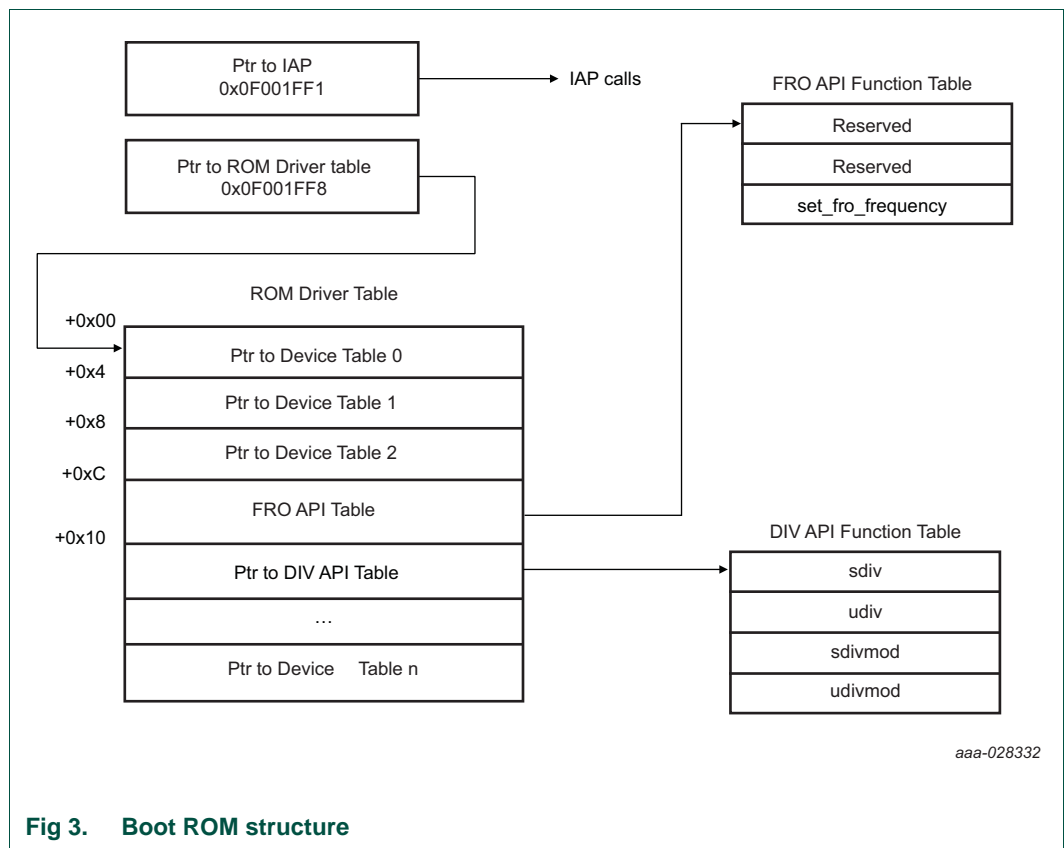 Ptr to IAP
0x0F001FF1
IAP calls
Ptr to ROM Driver table
0x0F001FF8
FRO API Function Table
Reserved
Reserved
set_fro_frequency
ROM Driver Table
+0x00
Ptr to Device Table 0
+0x4
Ptr to Device Table 1
+0x8
Ptr to Device Table 2
+0xC
FRO API Table
+0x10
Ptr to DIV API Table
...
Ptr to Device Table n
DIV API Function Table
sdiv
udiv
sdivmod
udivmod
aaa-028332
Fig 3. Boot ROM structure